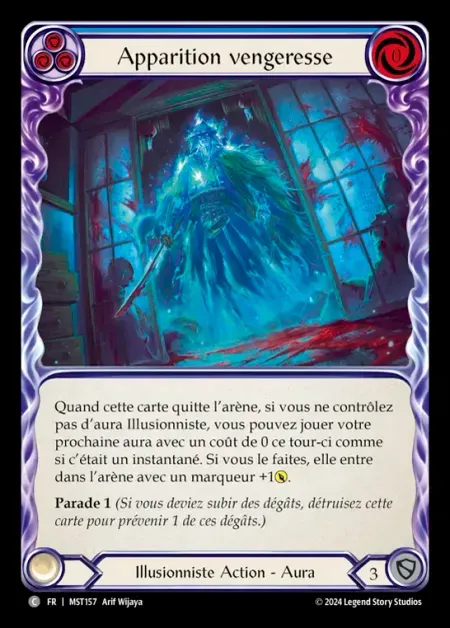 Apparition vengeresse
0
Quand cette carte quitte l'arène, si vous ne contrôlez
pas d'aura Illusionniste, vous pouvez jouer votre
prochaine aura avec un coût de 0 ce tour-ci comme
si c'était un instantané. Si vous le faites, elle entre
dans l'arène avec un marqueur +1.
Parade 1 (Si vous deviez subir des dégâts, détruisez cette
carte pour prévenir 1 de ces dégâts.)
Illusionniste Action - Aura
3
C FR | MST157 Arif Wijaya
© 2024 Legend Story Studios